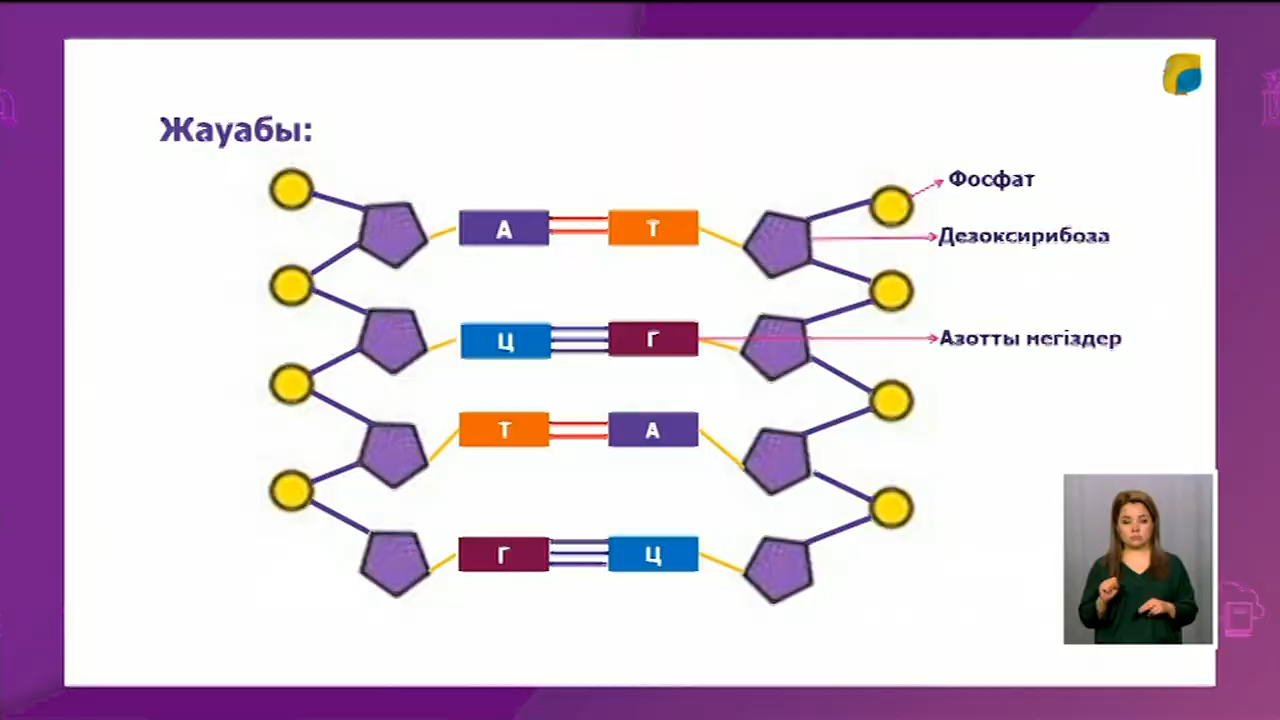 Жауабы:
Фосфат
А Т
Дезоксирибоза
Ц Г
Азотты негіздер
Т А
Г Ц